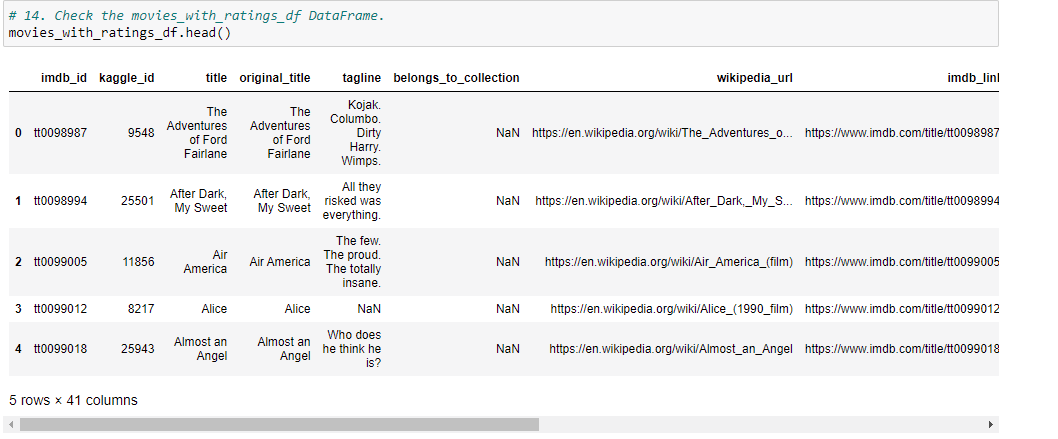 # 14. Check the movies_with_ratings_df DataFrame.
movies_with_ratings_df.head()
imdb_id kaggle_id title original_title tagline belongs_to_collection wikipedia_url imdb_linl
The The Kojak.
Adventures Adventures Columbo.
0 tt0098987 9548 of Ford of Ford Dirty NaN https://en.wikipedia.org/wiki/The_Adventures_o... https://www.imdb.com/title/tt0098987
Fairlane Fairlane Harry.
Wimps.
After Dark, After Dark, All they
1 tt0098994 25501 My Sweet My Sweet risked was NaN https://en.wikipedia.org/wiki/After_Dark,_My_S... https://www.imdb.com/title/tt0098994
everything.
The few.
Air The proud.
2 tt0099005 11856 America Air America The totally NaN https://en.wikipedia.org/wiki/Air_America_(film) https://www.imdb.com/title/tt0099005
insane.
3 tt0099012 8217 Alice Alice NaN NaN https://en.wikipedia.org/wiki/Alice_(1990_film) https://www.imdb.com/title/tt0099012
Almost an Almost an Who does
4 tt0099018 25943 Angel Angel he think he NaN https://en.wikipedia.org/wiki/Almost_an_Angel https://www.imdb.com/title/tt0099018
is?
5 rows × 41 columns